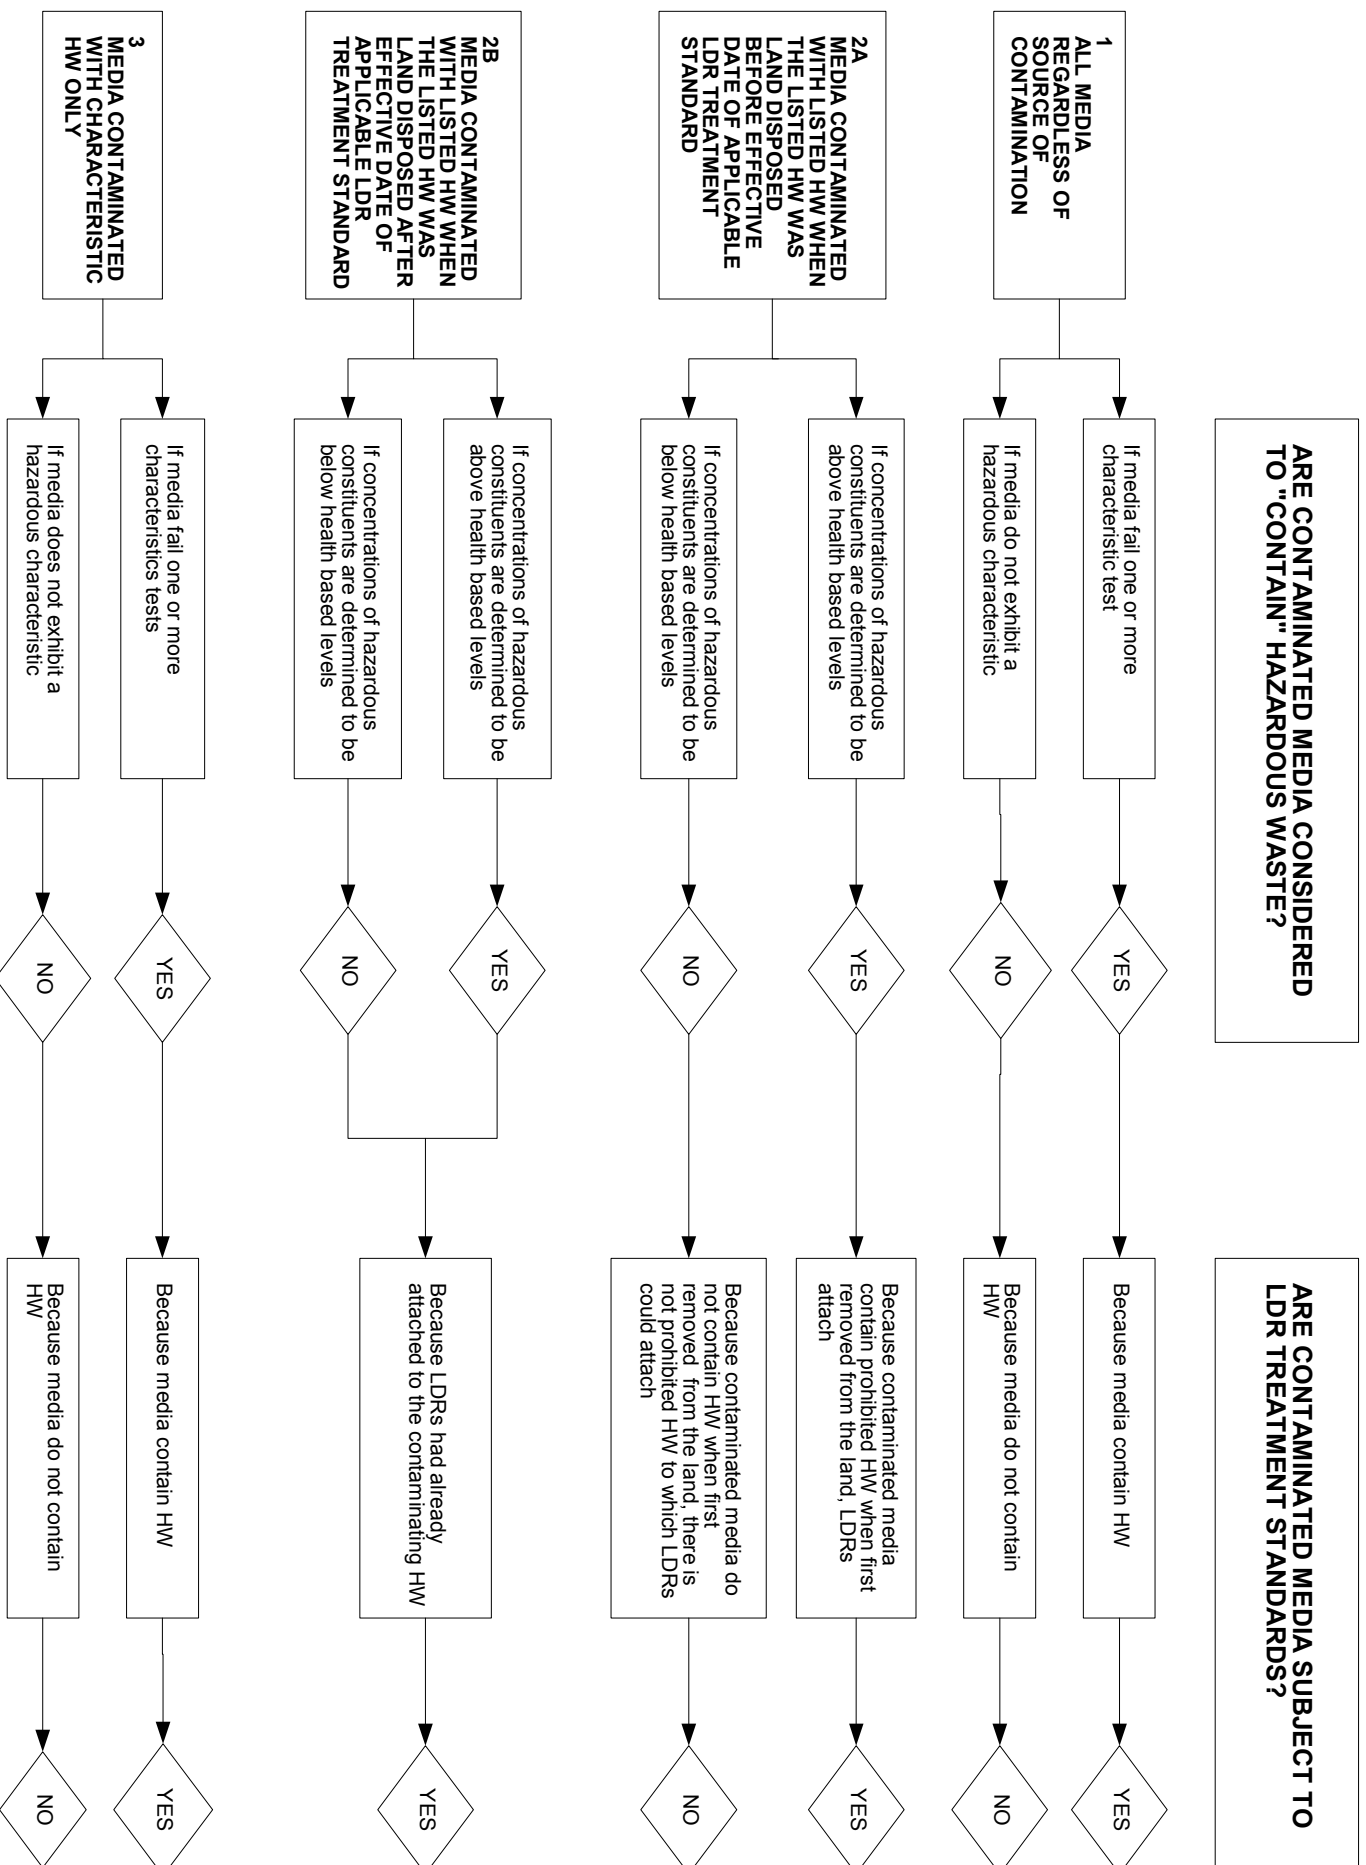 ARE CONTAMINATED MEDIA CONSIDERED
TO "CONTAIN" HAZARDOUS WASTE?
ARE CONTAMINATED MEDIA SUBJECT TO
LDR TREATMENT STANDARDS?
1
ALL MEDIA
REGARDLESS OF
SOURCE OF
CONTAMINATION
If media fail one or more
characteristic test
YES
Because media contain HW
YES
If media do not exhibit a
hazardous characteristic
NO
Because media do not contain
HW
NO
2A
MEDIA CONTAMINATED
WITH LISTED HW WHEN
THE LISTED HW WAS
LAND DISPOSED
BEFORE EFFECTIVE
DATE OF APPLICABLE
LDR TREATMENT
STANDARD
If concentrations of hazardous
constituents are determined to be
above health based levels
YES
Because contaminated media
contain prohibited HW when first
removed from the land, LDRs
attach
YES
If concentrations of hazardous
constituents are determined to be
below health based levels
NO
Because contaminated media do
not contain HW when first
removed from the land, there is
not prohibited HW to which LDRs
could attach
NO
2B
MEDIA CONTAMINATED
WITH LISTED HW WHEN
THE LISTED HW WAS
LAND DISPOSED AFTER
EFFECTIVE DATE OF
APPLICABLE LDR
TREATMENT STANDARD
If concentrations of hazardous
constituents are determined to be
above health based levels
YES
If concentrations of hazardous
constituents are determined to be
below health based levels
NO
Because LDRs had already
attached to the contaminating HW
YES
3
MEDIA CONTAMINATED
WITH CHARACTERISTIC
HW ONLY
If media fail one or more
characteristics tests
YES
Because media contain HW
YES
If media does not exhibit a
hazardous characteristic
NO
Because media do not contain
HW
NO